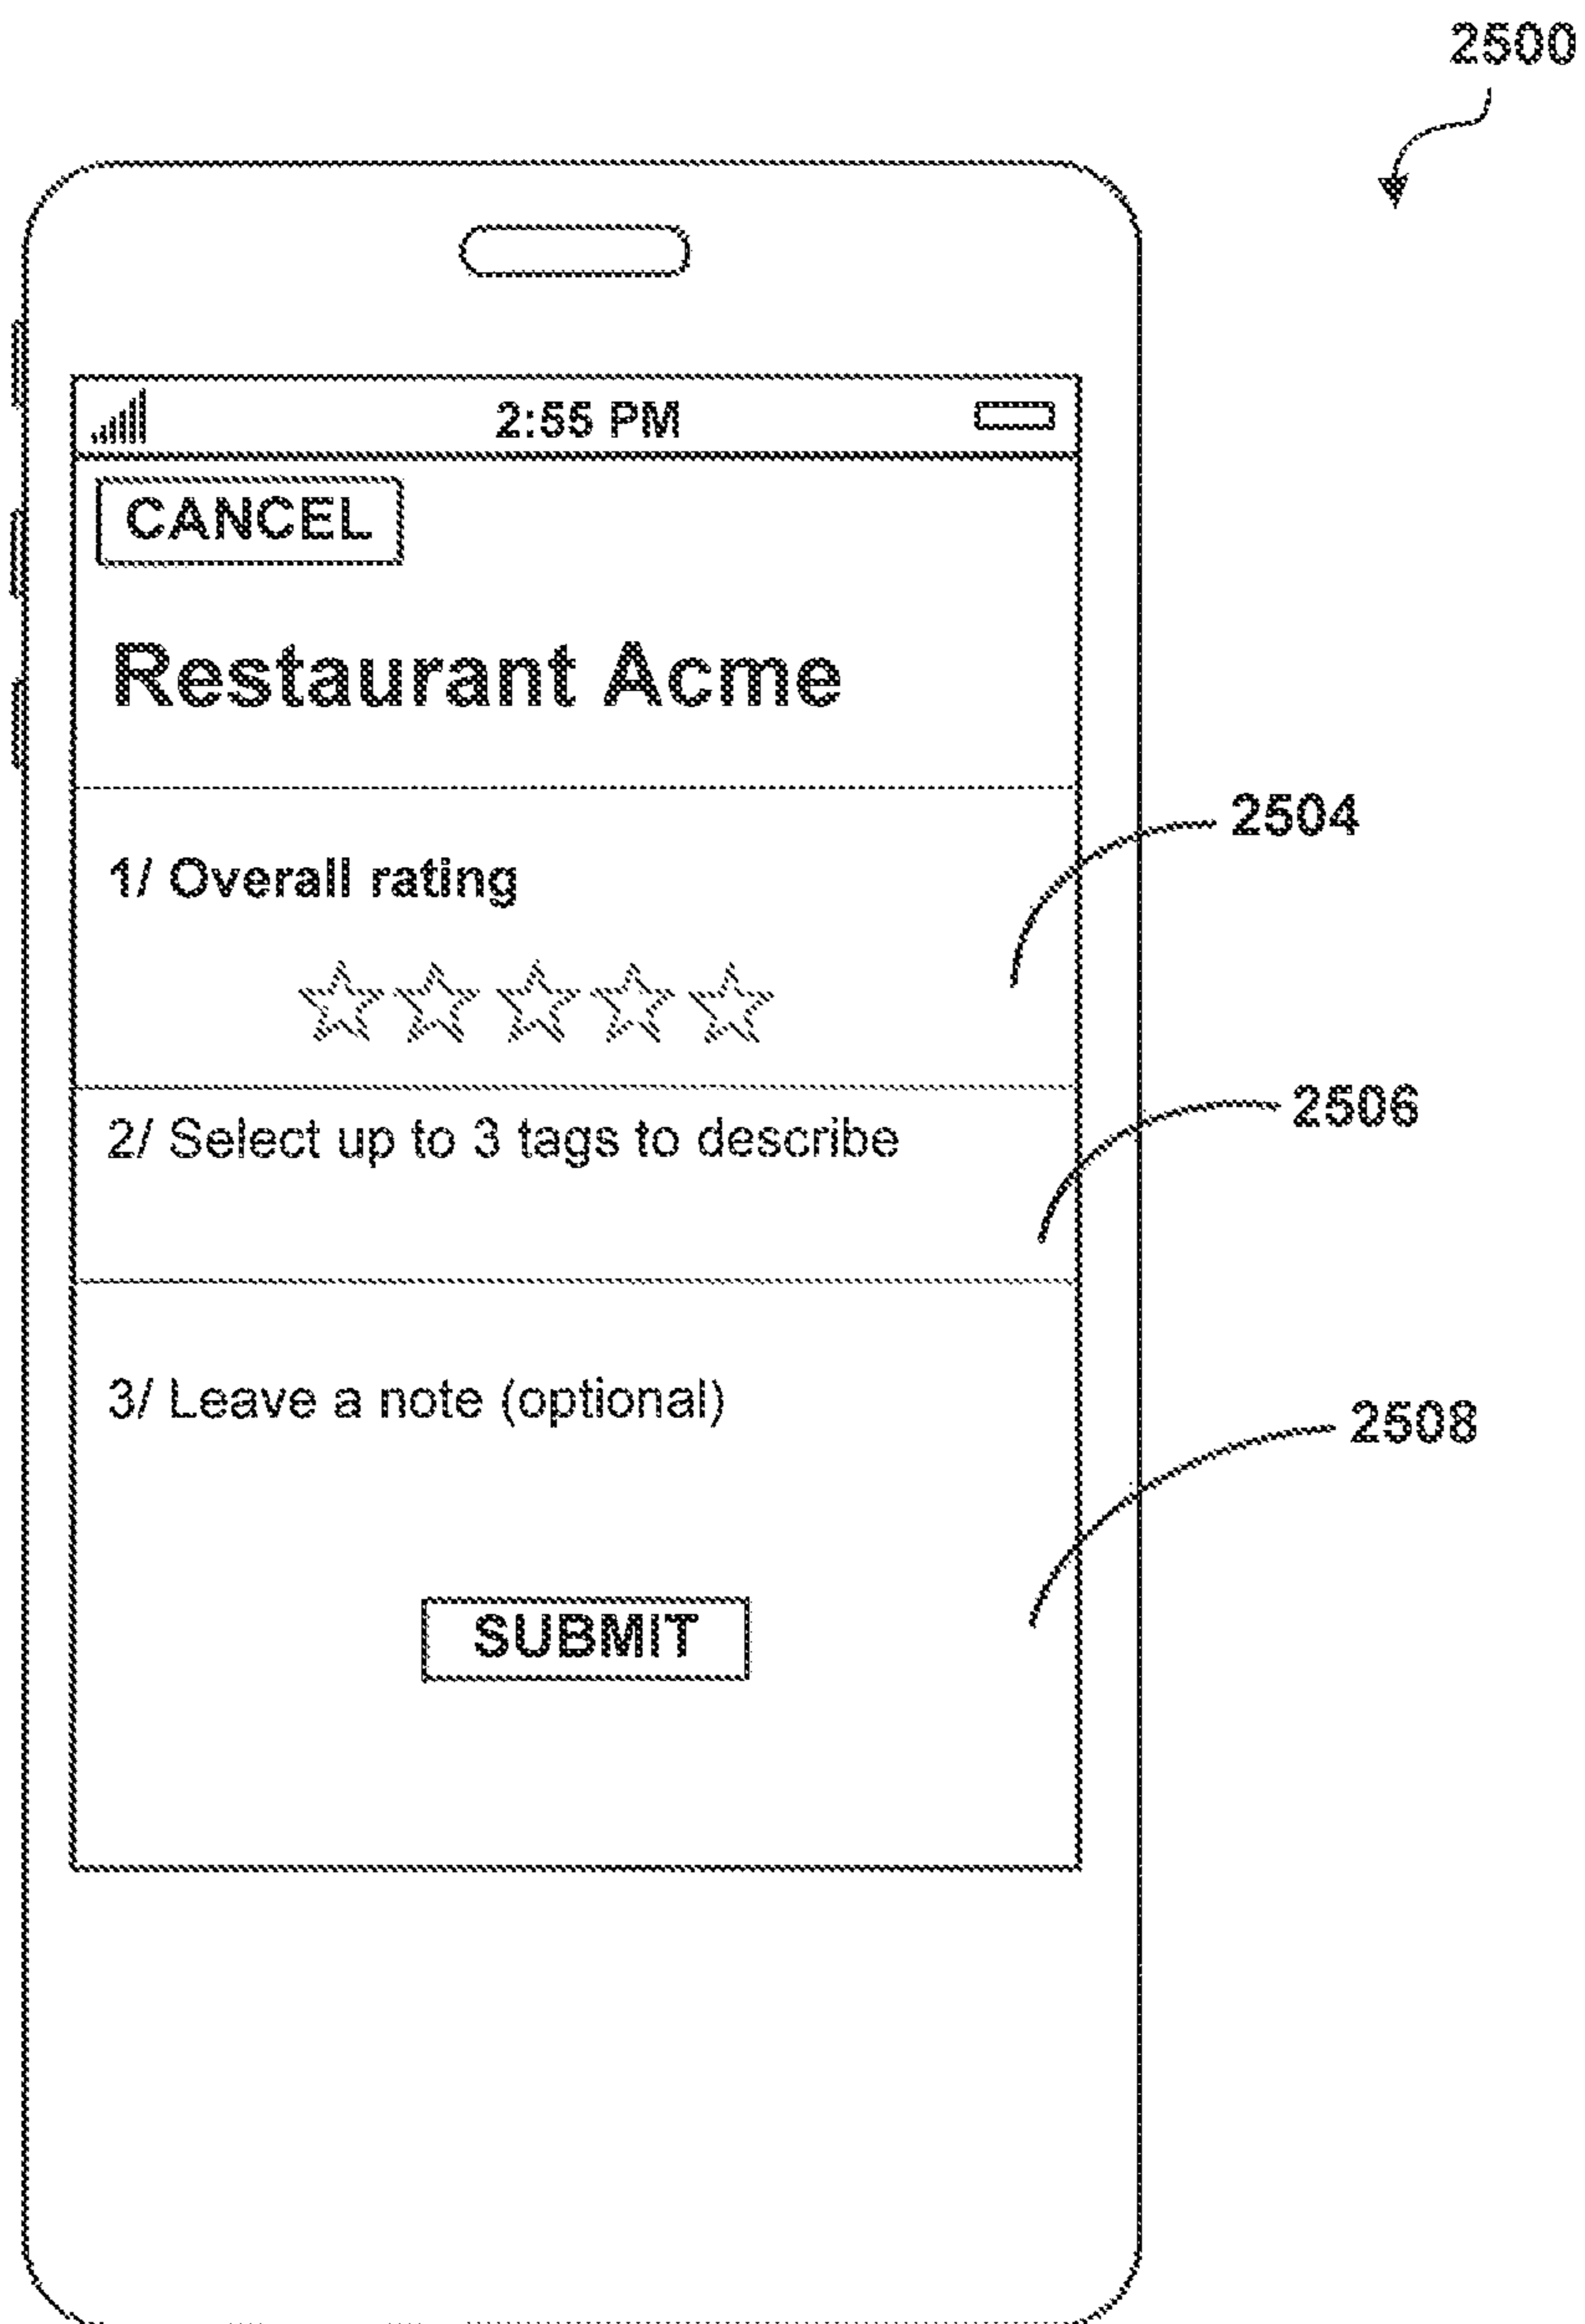 2500
2:55 PM
CANCEL
Restaurant Acme
2504
1/ Overall rating
2506
2/ Select up to 3 tags to describe
3/ Leave a note (optional)
2508
SUBMIT